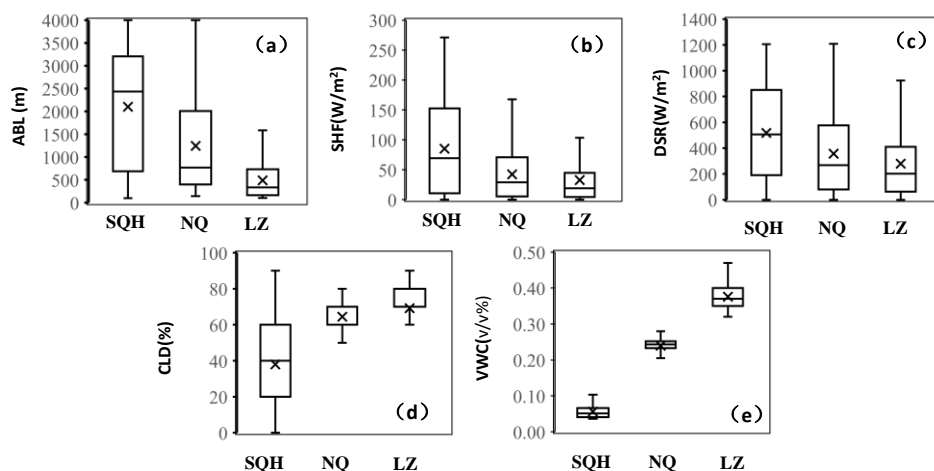 4000
3500
3000
2500
2000
1500
1000
500
0
ABL (m)
(a)
SQH NQ LZ
300
250
200
150
100
50
0
SHF(W/m²)
(b)
SQH NQ LZ
1400
1200
1000
800
600
400
200
0
DSR(W/m²)
(c)
SQH NQ LZ
100
80
60
40
20
0
CLD(%)
(d)
SQH NQ LZ
0.50
0.40
0.30
0.20
0.10
0.00
VWC(v/v%)
(e)
SQH NQ LZ